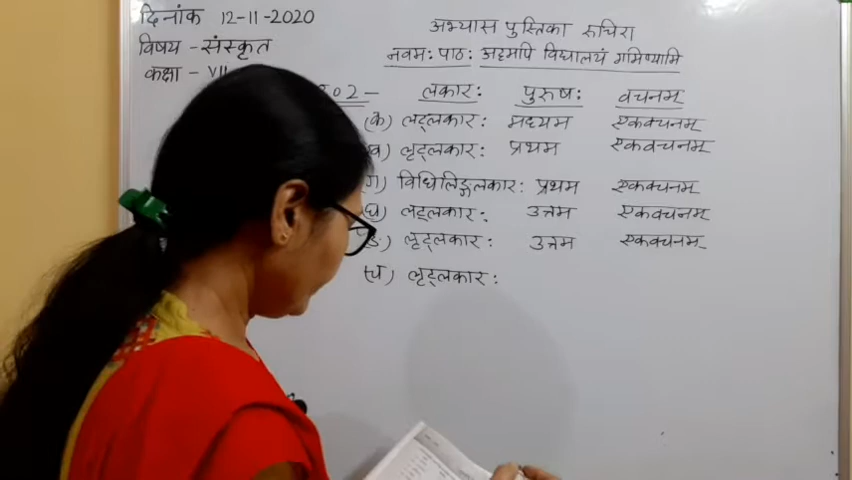 दिनांक 12-11-2020
विषय - संस्कृत
कक्षा - VII
अभ्यास पुस्तिका रुचिरा
नवमः पाठः अहमपि विद्यालयं गमिष्यामि
02 - लकारः पुरुषः वचनम्
(क) लट्लकारः मध्यम एकवचनम्
लृट्लकारः प्रथम एकवचनम्
(ग) विधिलिङ्लकारः प्रथम एकवचनम्
(घ) लट्लकारः उत्तम एकवचनम्
ङ) लृट्लकारः उत्तम एकवचनम्
(च) लृट्लकारः